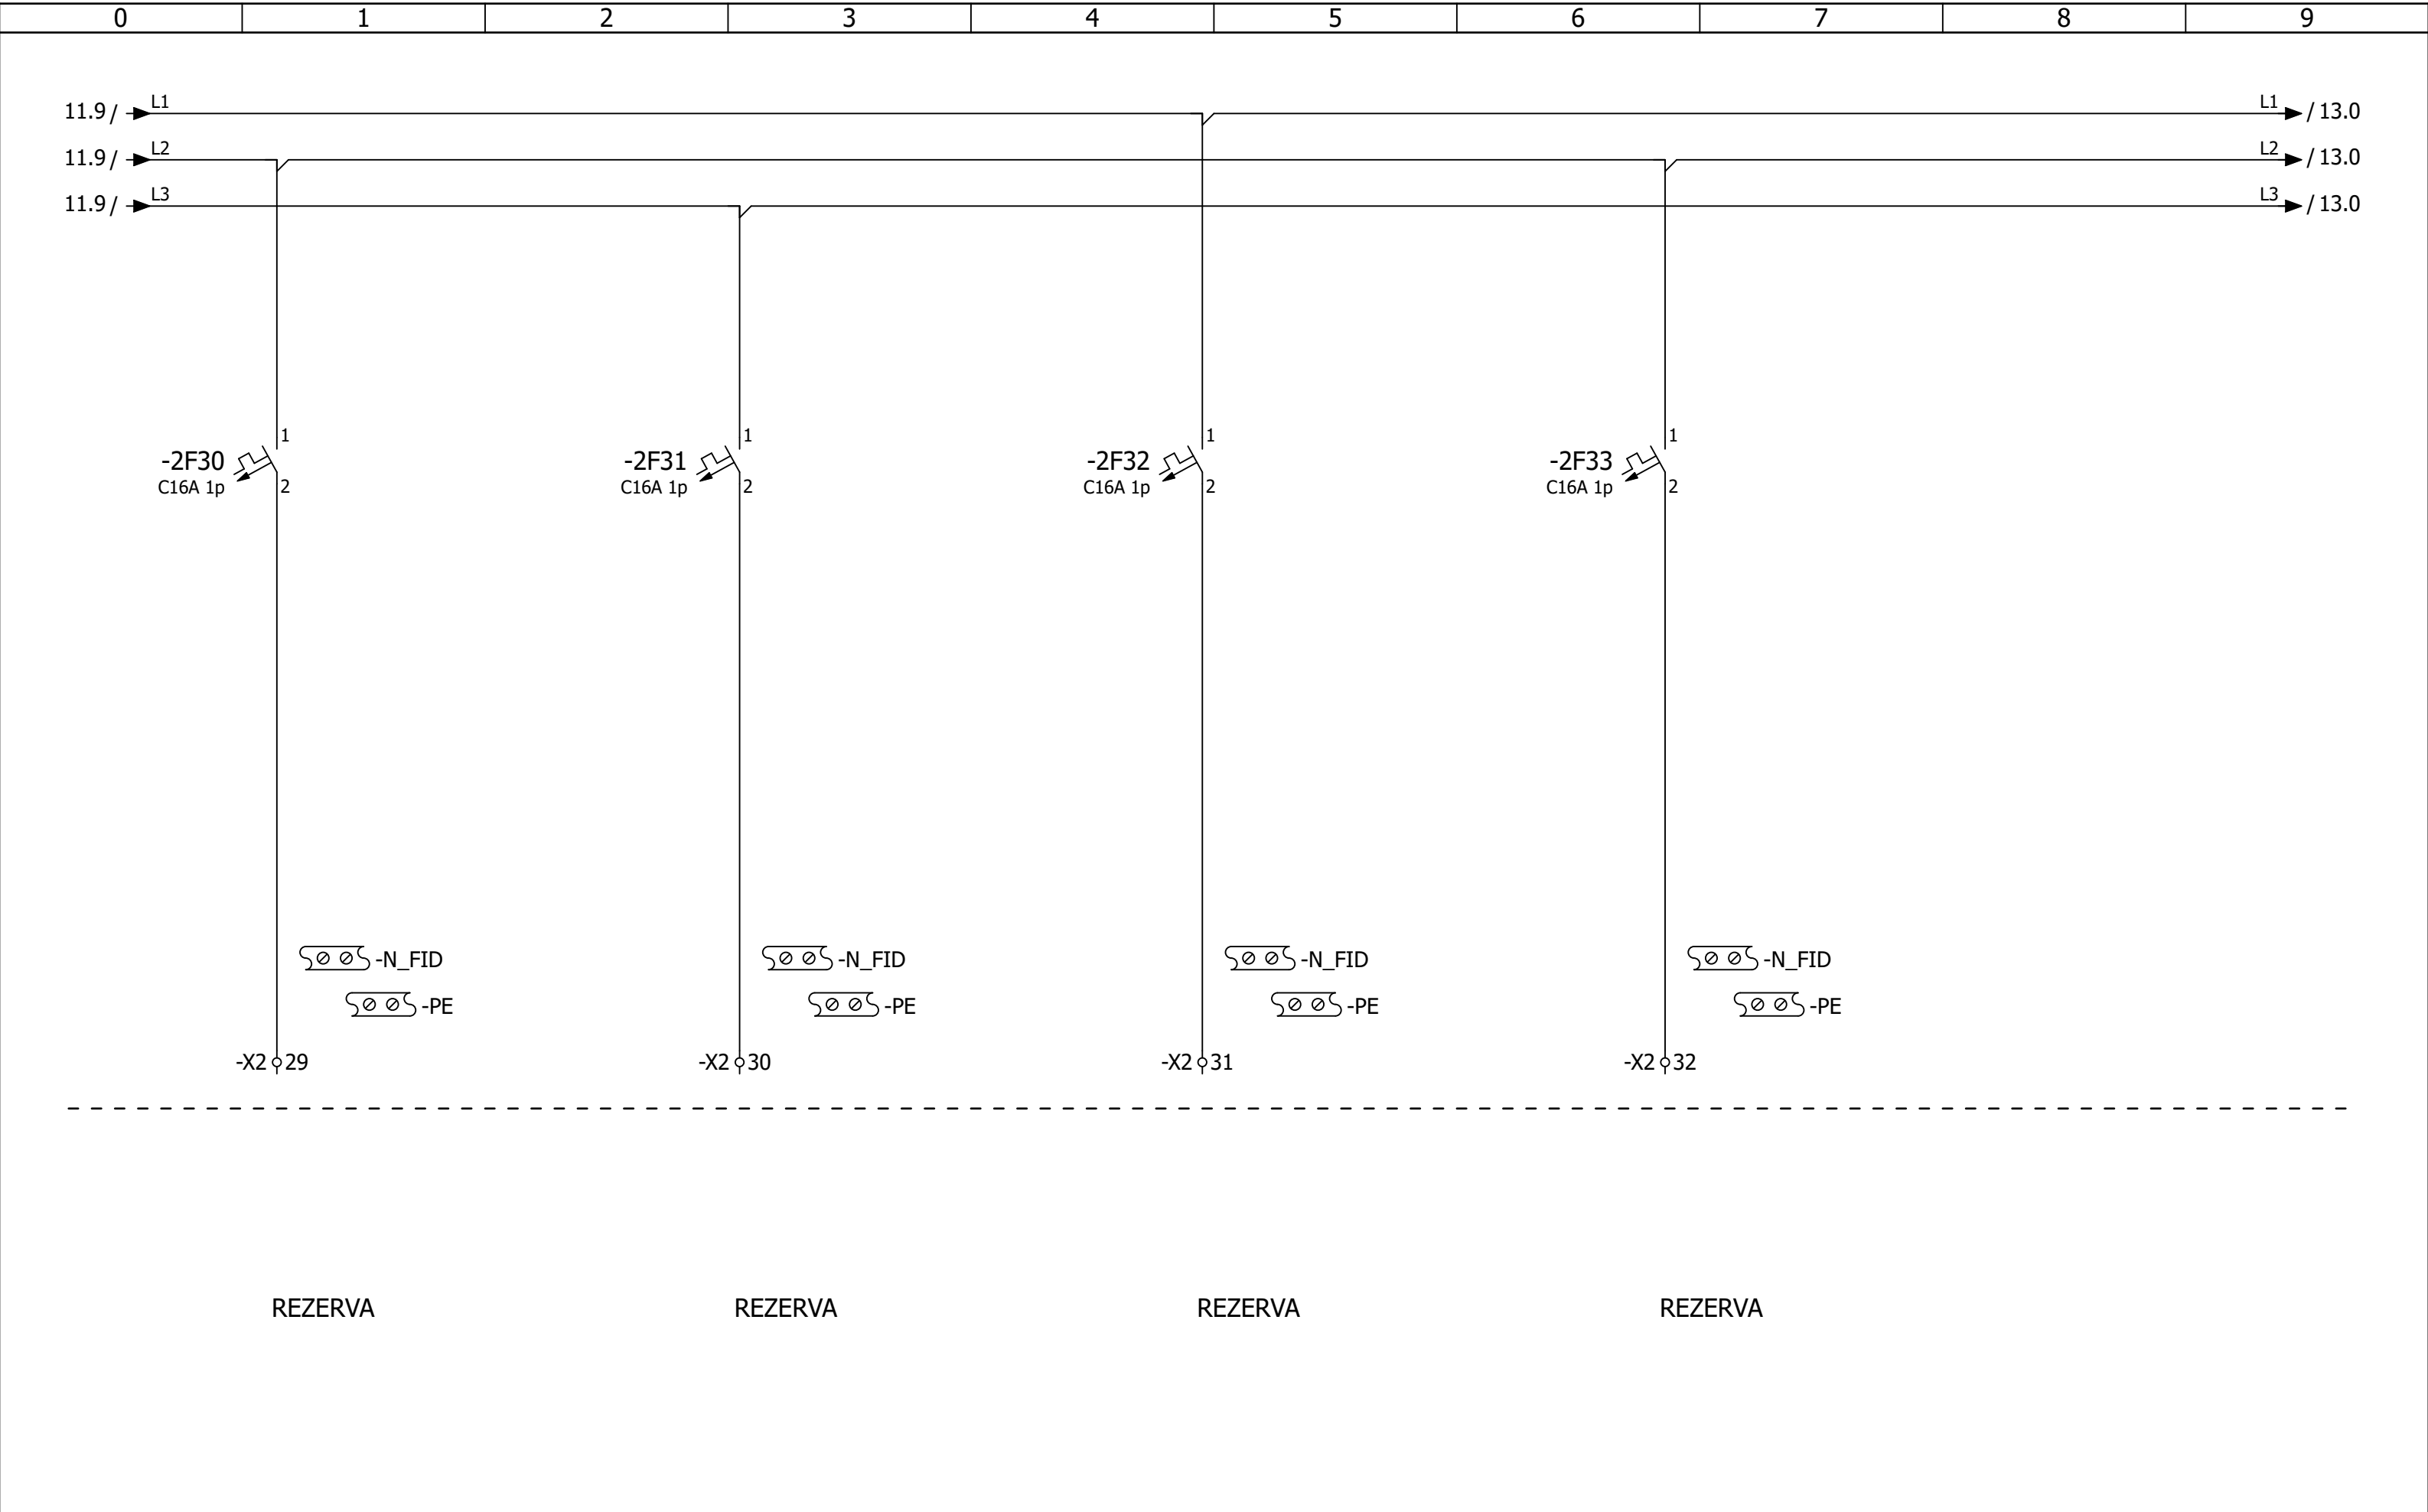 0 1 2 3 4 5 6 7 8 9
11.9 / L1 L1 / 13.0
11.9 / L2 L2 / 13.0
11.9 / L3 L3 / 13.0
1 1 1 1
-2F30 -2F31 -2F32 -2F33
C16A 1p 2 C16A 1p 2 C16A 1p 2 C16A 1p 2
-N_FID -N_FID -N_FID -N_FID
-PE -PE -PE -PE
-X2 29 -X2 30 -X2 31 -X2 32
REZERVA REZERVA REZERVA REZERVA